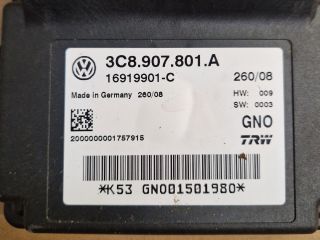 3C8.907.801.A
16919901-C
260/08
Made in Germany 260/08
HW: 009
SW: 0003
GNO
2000000001757915
TRW
*K53 GNO01501980*